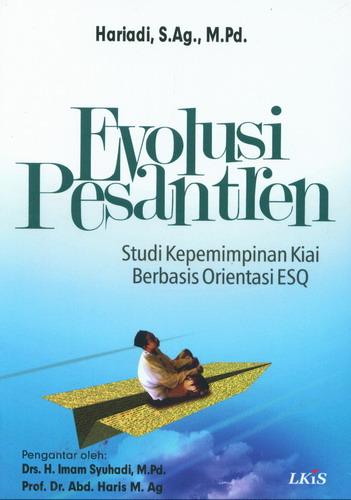 Hariadi, S.Ag., M.Pd.
Evolusi
Pesantren
Studi Kepemimpinan Kiai
Berbasis Orientasi ESQ
Pengantar oleh:
Drs. H. Imam Syuhadi, M.Pd.
Prof. Dr. Abd. Haris M. Ag
LKiS